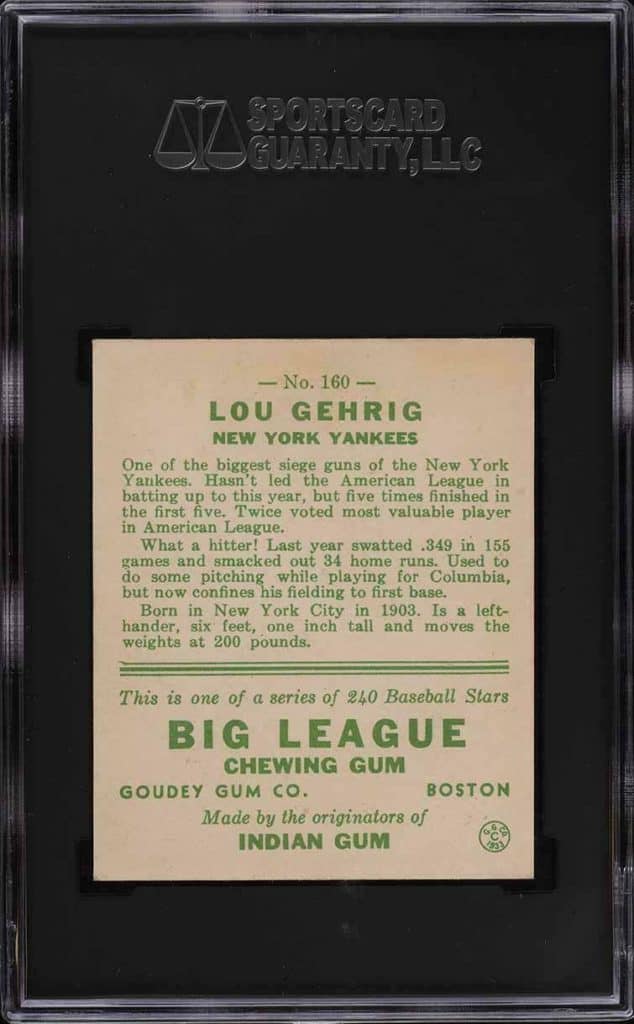 SPORTSCARD
GUARANTY, LLC
— No. 160 —
LOU GEHRIG
NEW YORK YANKEES
One of the biggest siege guns of the New York
Yankees. Hasn't led the American League in
batting up to this year, but five times finished in
the first five. Twice voted most valuable player
in American League.
What a hitter! Last year swatted .349 in 155
games and smacked out 34 home runs. Used to
do some pitching while playing for Columbia,
but now confines his fielding to first base.
Born in New York City in 1903. Is a left-
hander, six feet, one inch tall and moves the
weights at 200 pounds.
This is one of a series of 240 Baseball Stars
BIG LEAGUE
CHEWING GUM
GOUDEY GUM CO. BOSTON
Made by the originators of
INDIAN GUM
G. G. Co.
C
1933